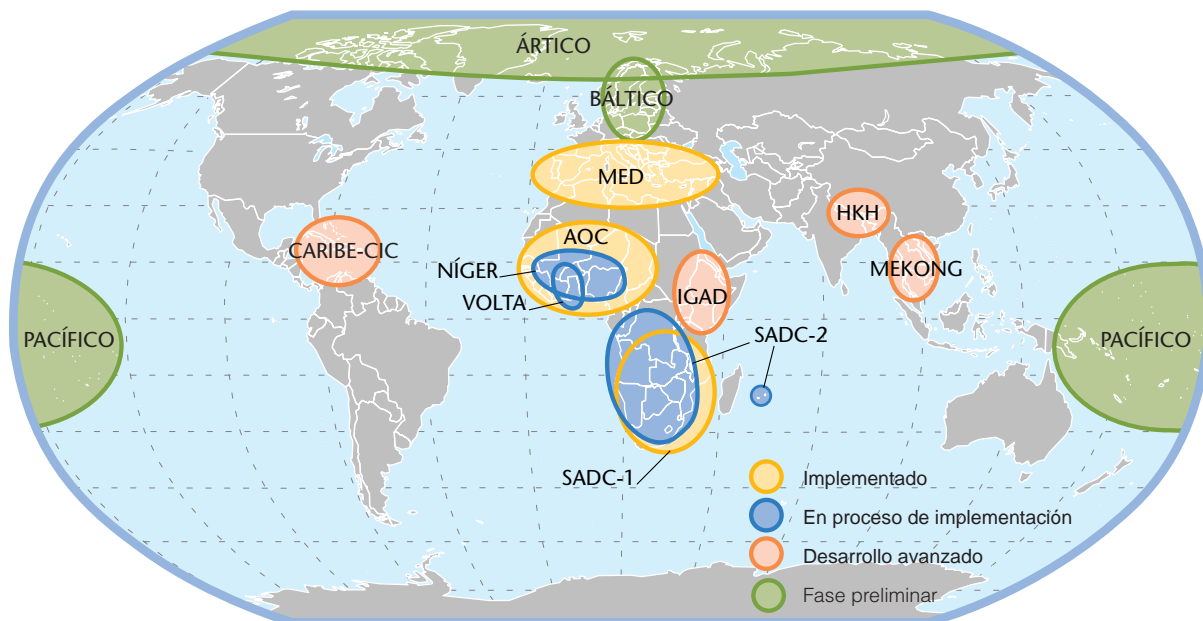 ÁRTICO
BÁLTICO
MED
HKH
AOC
CARIBE-CIC
NÍGER
MEKONG
VOLTA
IGAD
PACÍFICO
SADC-2
PACÍFICO
SADC-1
Implementado
En proceso de implementación
Desarrollo avanzado
Fase preliminar